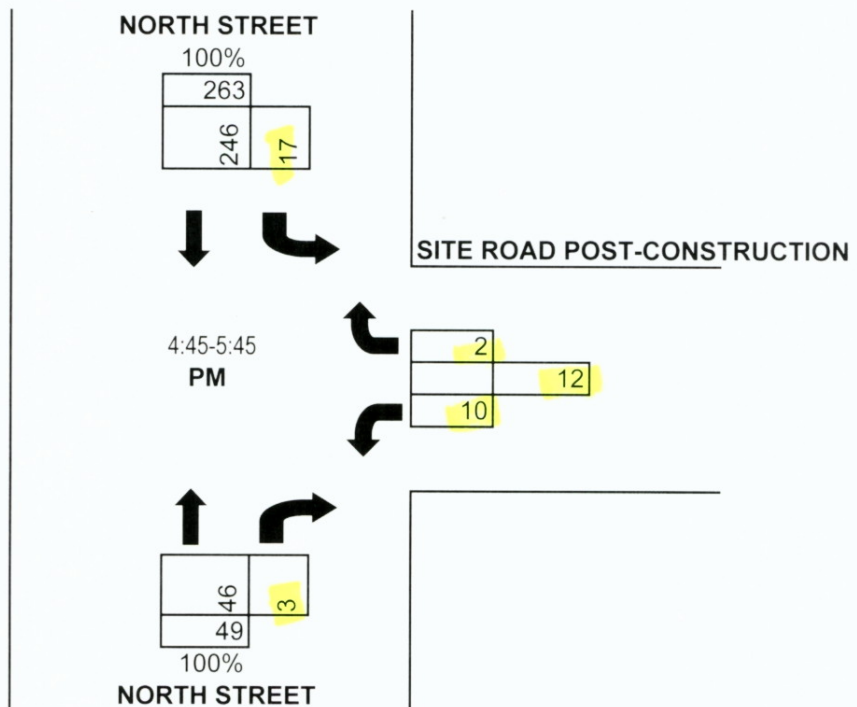 NORTH STREET
100%
263
246 17
SITE ROAD POST-CONSTRUCTION
4:45-5:45
PM
2
12
10
46 3
49
100%
NORTH STREET